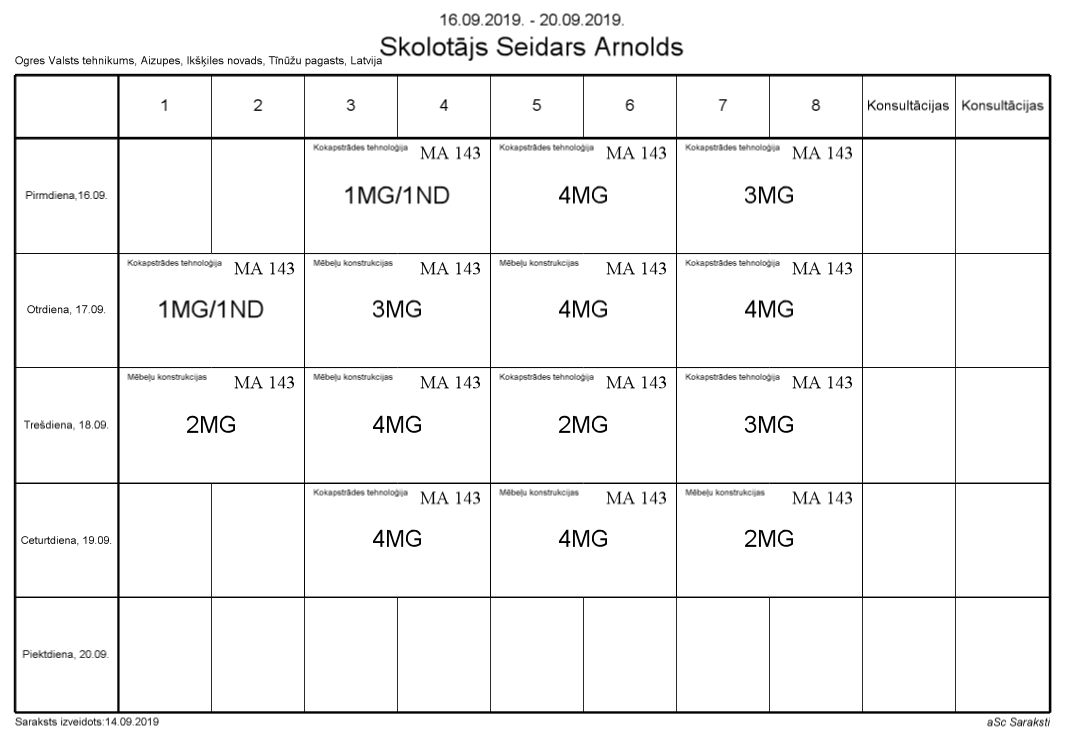 16.09.2019. - 20.09.2019.
Skolotājs Seidars Arnolds
Ogres Valsts tehnikums, Aizupes, Ikšķiles novads, Tīnūžu pagasts, Latvija
1 2 3 4 5 6 7 8 Konsultācijas Konsultācijas
Kokapstrādes tehnoloģija MA 143 Kokapstrādes tehnoloģija MA 143 Kokapstrādes tehnoloģija MA 143
Pirmdiena,16.09. 1MG/1ND 4MG 3MG
Kokapstrādes tehnoloģija MA 143 Mēbeļu konstrukcijas MA 143 Mēbeļu konstrukcijas MA 143 Kokapstrādes tehnoloģija MA 143
Otrdiena, 17.09. 1MG/1ND 3MG 4MG 4MG
Mēbeļu konstrukcijas MA 143 Mēbeļu konstrukcijas MA 143 Kokapstrādes tehnoloģija MA 143 Kokapstrādes tehnoloģija MA 143
Trešdiena, 18.09. 2MG 4MG 2MG 3MG
Kokapstrādes tehnoloģija MA 143 Mēbeļu konstrukcijas MA 143 Mēbeļu konstrukcijas MA 143
Ceturtdiena, 19.09. 4MG 4MG 2MG
Piektdiena, 20.09.
Saraksts izveidots:14.09.2019 aSc Saraksti